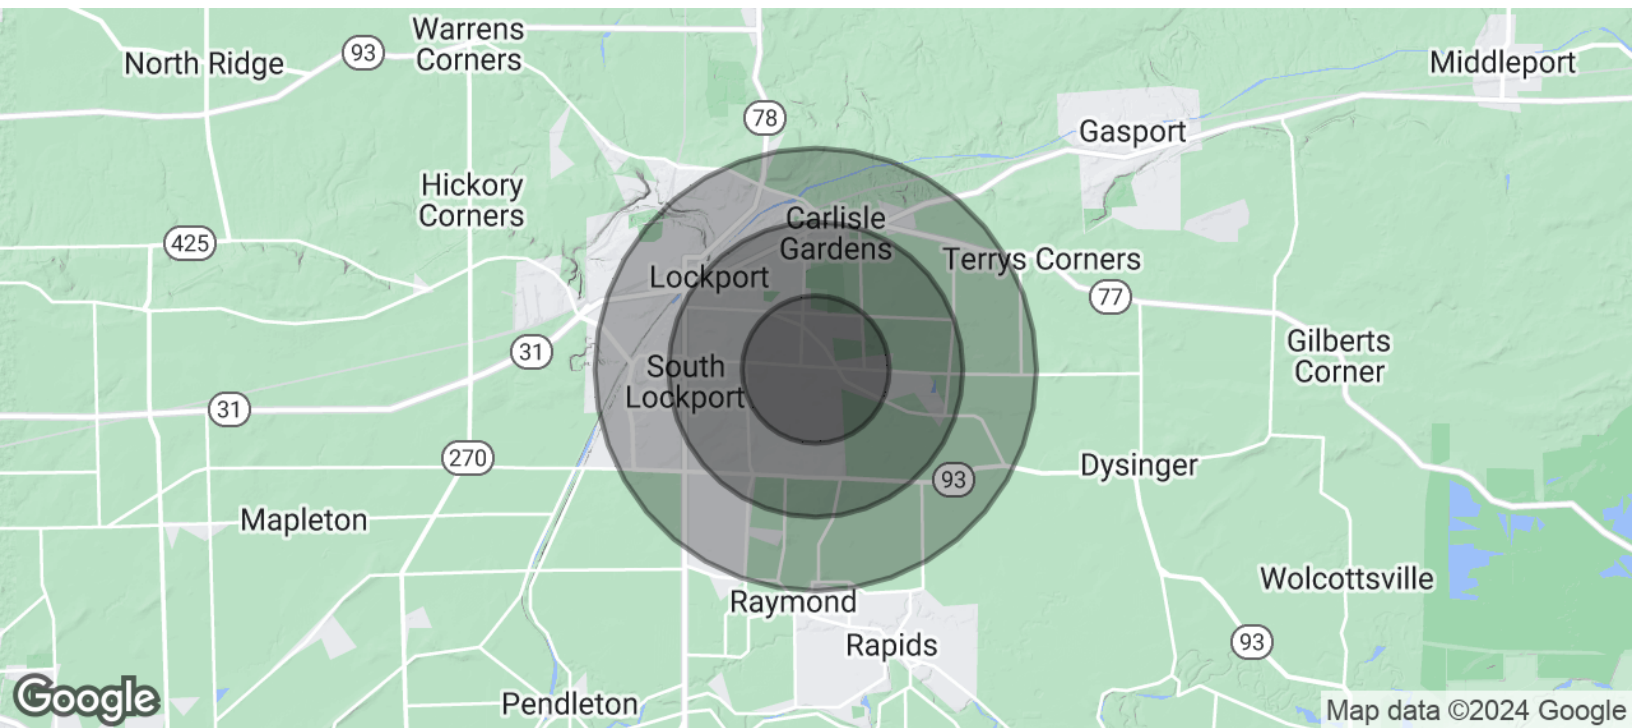 Warrens
Corners
North Ridge
93
Middleport
78
Gasport
Hickory
Corners
Carlisle
Gardens
425
Terrys Corners
Lockport
77
31
Gilberts
Corner
South
Lockport
31
270
Dysinger
93
Mapleton
Wolcottsville
Raymond
Rapids
93
Pendleton
Google
Map data ©2024 Google